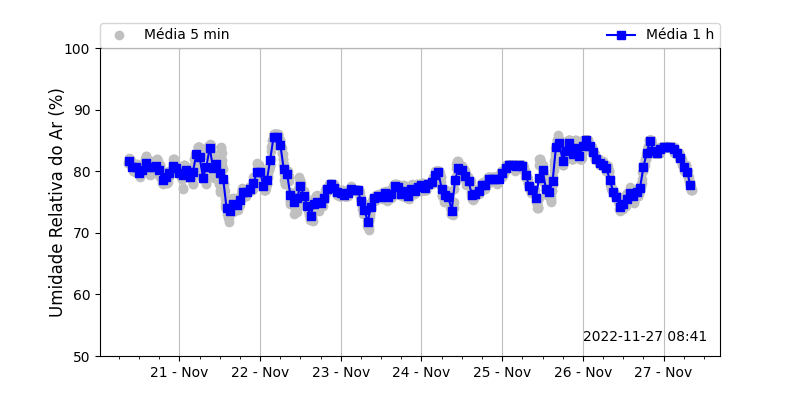 Média 5 min
Média 1 h
Umidade Relativa do Ar (%)
100
90
80
70
60
50
2022-11-27 08:41
21 - Nov
22 - Nov
23 - Nov
24 - Nov
25 - Nov
26 - Nov
27 - Nov